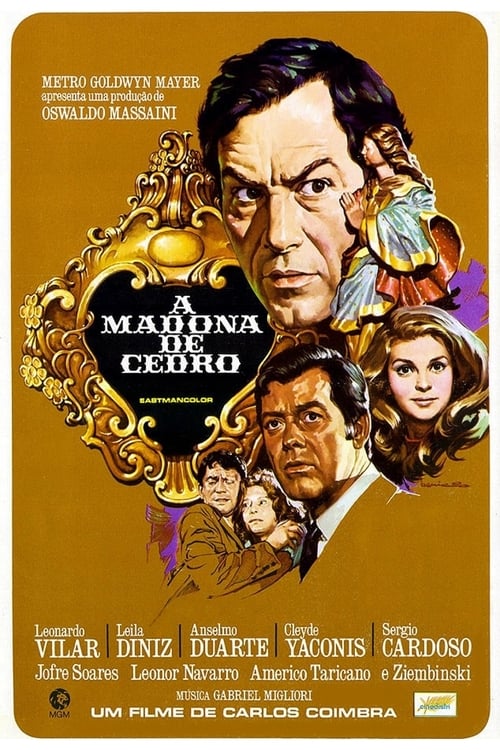 METRO GOLDWYN MAYER
apresenta uma produção de
OSWALDO MASSAINI
A
MADONA
DE
CEDRO
EASTMANCOLOR
Leonardo VILAR Leila DINIZ Anselmo DUARTE Cleyde YACONIS Sergio CARDOSO
Jofre Soares Leonor Navarro Americo Taricano e Ziembinski
MÚSICA GABRIEL MIGLIORI
MGM
UM FILME DE CARLOS COIMBRA